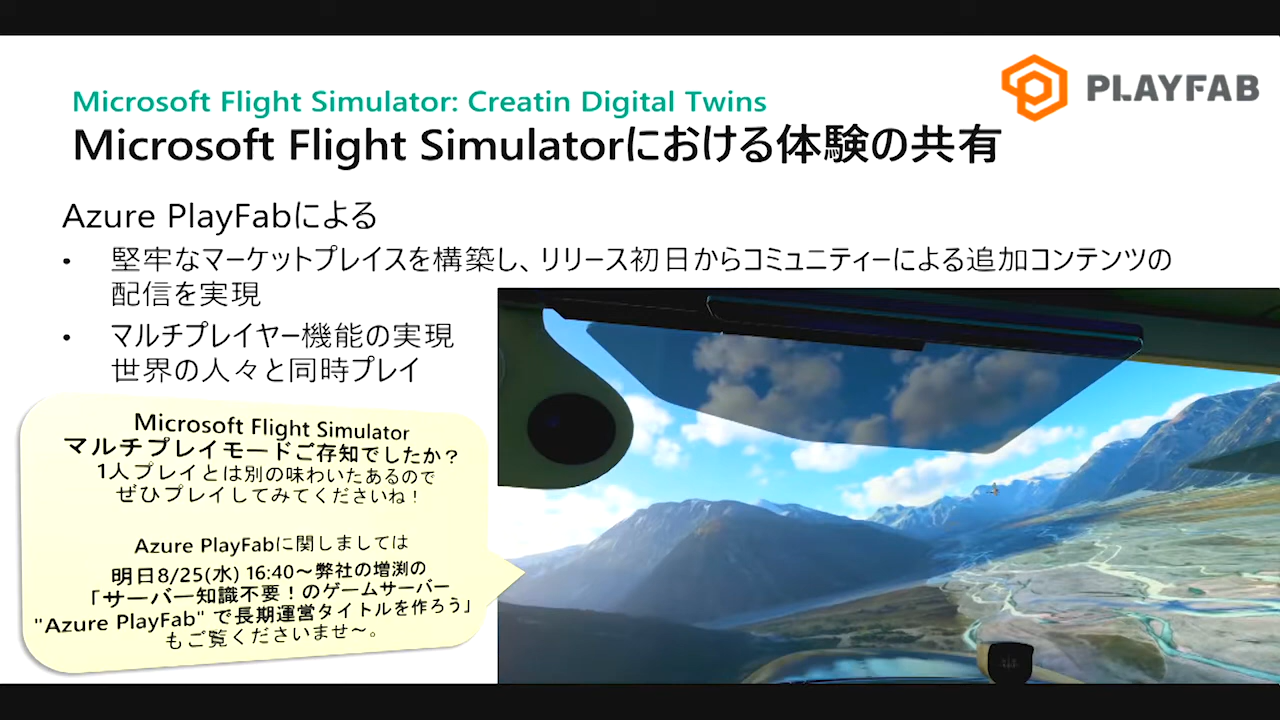 PLAYFAB
Microsoft Flight Simulator: Creatin Digital Twins
Microsoft Flight Simulatorにおける体験の共有
Azure PlayFabによる
• 堅牢なマーケットプレイスを構築し、リリース初日からコミュニティーによる追加コンテンツの
配信を実現
• マルチプレイヤー機能の実現
世界の人々と同時プレイ
Microsoft Flight Simulator
マルチプレイモードご存知でしたか？
1人プレイとは別の味わいたあるので
ぜひプレイしてみてくださいね！
Azure PlayFabに関しましては
明日8/25(水) 16:40～弊社の増渕の
「サーバー知識不要！のゲームサーバー
"Azure PlayFab" で長期運営タイトルを作ろう」
もご覧くださいませ～。